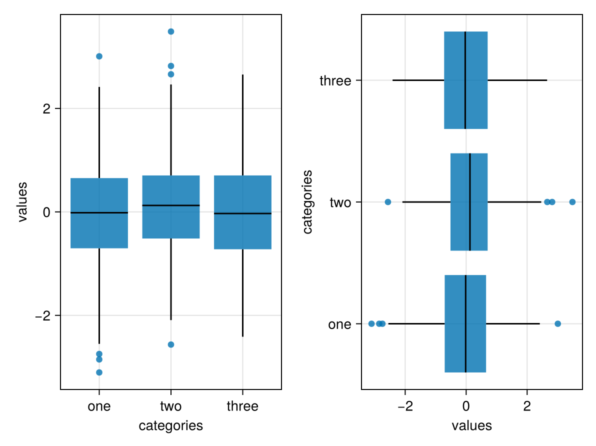 values
2
0
−2
one two three
categories
categories
three
two
one
−2 0 2
values